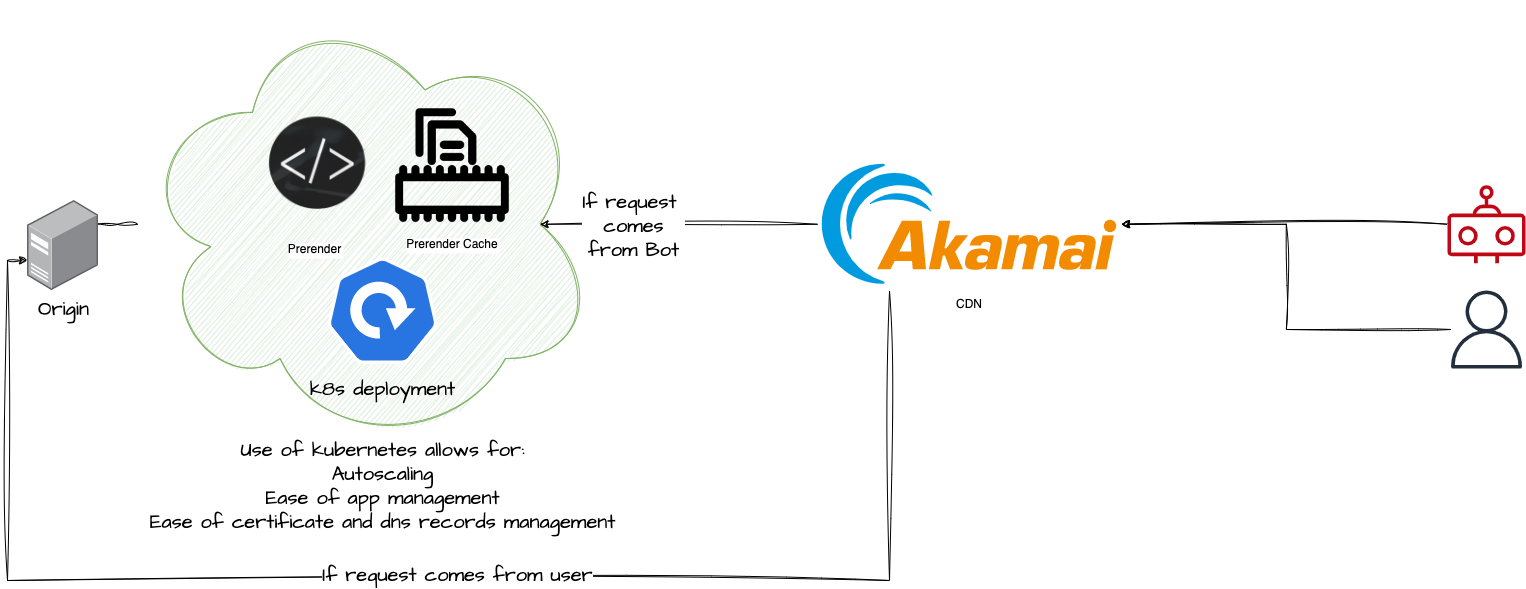 </>
Prerender
Prerender Cache
If request
comes
from Bot
Akamai
CDN
Origin
k8s deployment
Use of kubernetes allows for:
Autoscaling
Ease of app management
Ease of certificate and dns records management
If request comes from user